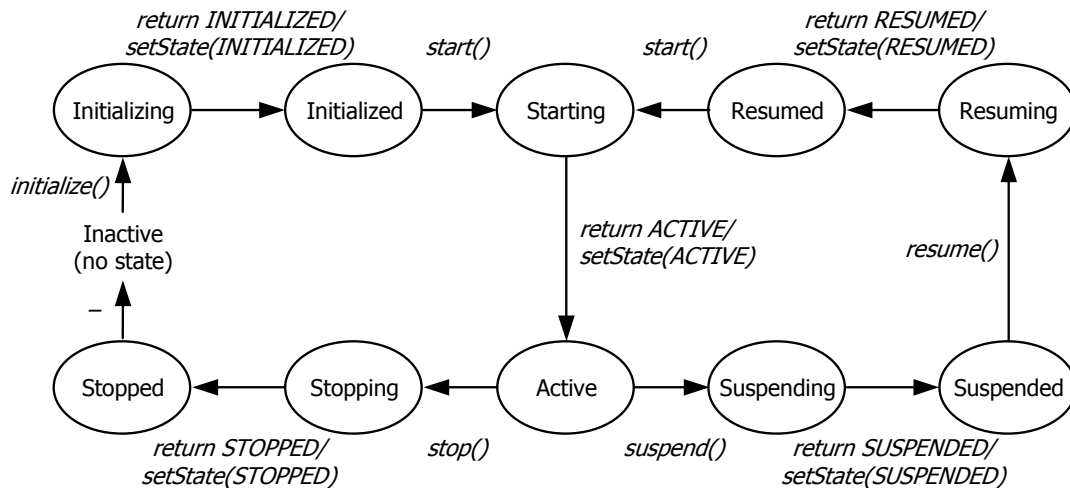 return INITIALIZED/
setState(INITIALIZED)
start()
start()
return RESUMED/
setState(RESUMED)
Initializing
Initialized
Starting
Resumed
Resuming
initialize()
Inactive
(no state)
–
return ACTIVE/
setState(ACTIVE)
resume()
Stopped
Stopping
Active
Suspending
Suspended
return STOPPED/
setState(STOPPED)
stop()
suspend()
return SUSPENDED/
setState(SUSPENDED)